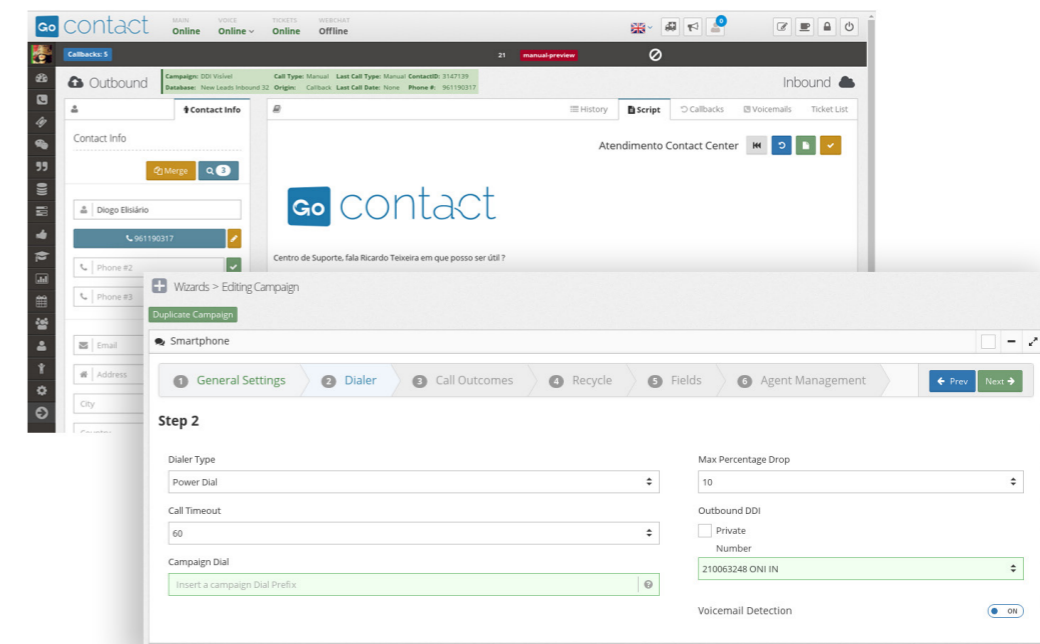 Go contact
MAIN VOICE TICKETS WEBCHAT
Online Online Online Offline
0
Callbacks: 5
21 manual-preview
Outbound
Campaign: DDI Visível Call Type: Manual Last Call Type: Manual ContactID: 3147139
Database: New Leads Inbound 32 Origin: Callback Last Call Date: None Phone #: 961190317
Inbound
Contact Info
History Script Callbacks Voicemails Ticket List
Contact Info
Atendimento Contact Center
Merge 3
Go contact
Diogo Elisiário
961190317
Centro de Suporte, fala Ricardo Teixeira em que posso ser útil ?
Phone #2
Phone #3
Email
Address
City
Country
Wizards > Editing Campaign
Duplicate Campaign
Smartphone
1 General Settings 2 Dialer 3 Call Outcomes 4 Recycle 5 Fields 6 Agent Management Prev Next
Step 2
Dialer Type Max Percentage Drop
Power Dial 10
Call Timeout Outbound DDI
60 Private
Number
Campaign Dial 210063248 ONI IN
Insert a campaign Dial Prefix
Voicemail Detection ON